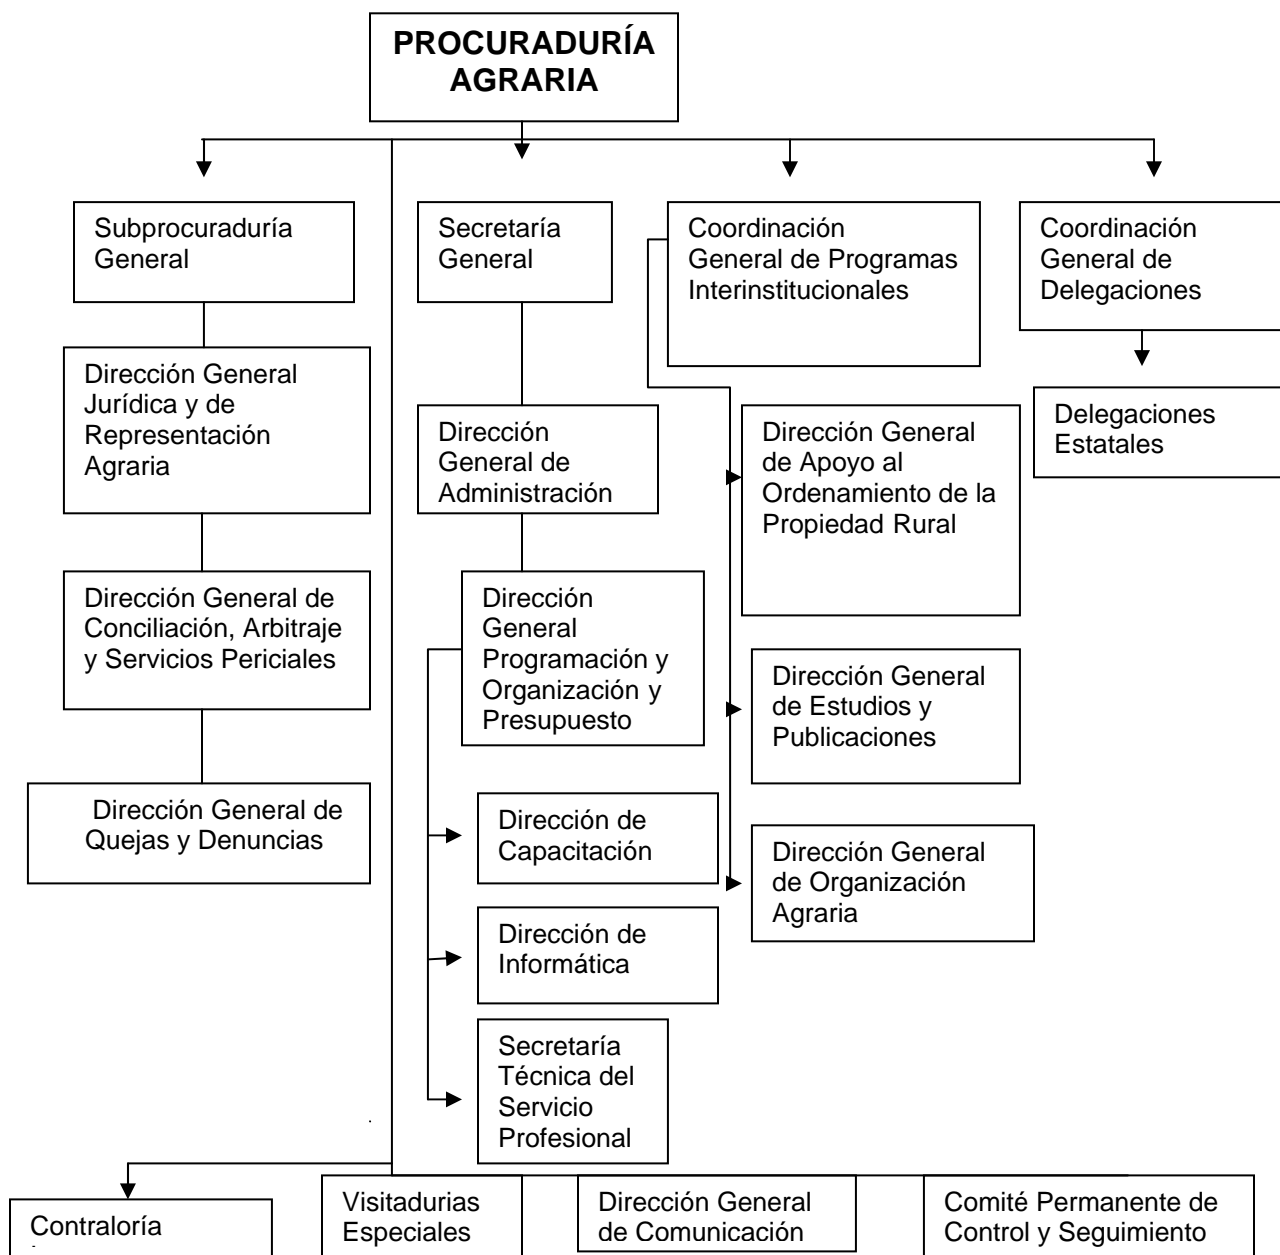 PROCURADURÍA
AGRARIA
Subprocuraduría
General
Secretaría
General
Coordinación
General de Programas
Interinstitucionales
Coordinación
General de
Delegaciones
Dirección General
Jurídica y de
Representación
Agraria
Dirección
General de
Administración
Dirección General
de Apoyo al
Ordenamiento de la
Propiedad Rural
Delegaciones
Estatales
Dirección General de
Conciliación, Arbitraje
y Servicios Periciales
Dirección
General
Programación y
Organización y
Presupuesto
Dirección General
de Estudios y
Publicaciones
Dirección General de
Quejas y Denuncias
Dirección de
Capacitación
Dirección General
de Organización
Agraria
Dirección de
Informática
Secretaría
Técnica del
Servicio
Profesional
Contraloría
Visitadurias
Especiales
Dirección General
de Comunicación
Comité Permanente de
Control y Seguimiento